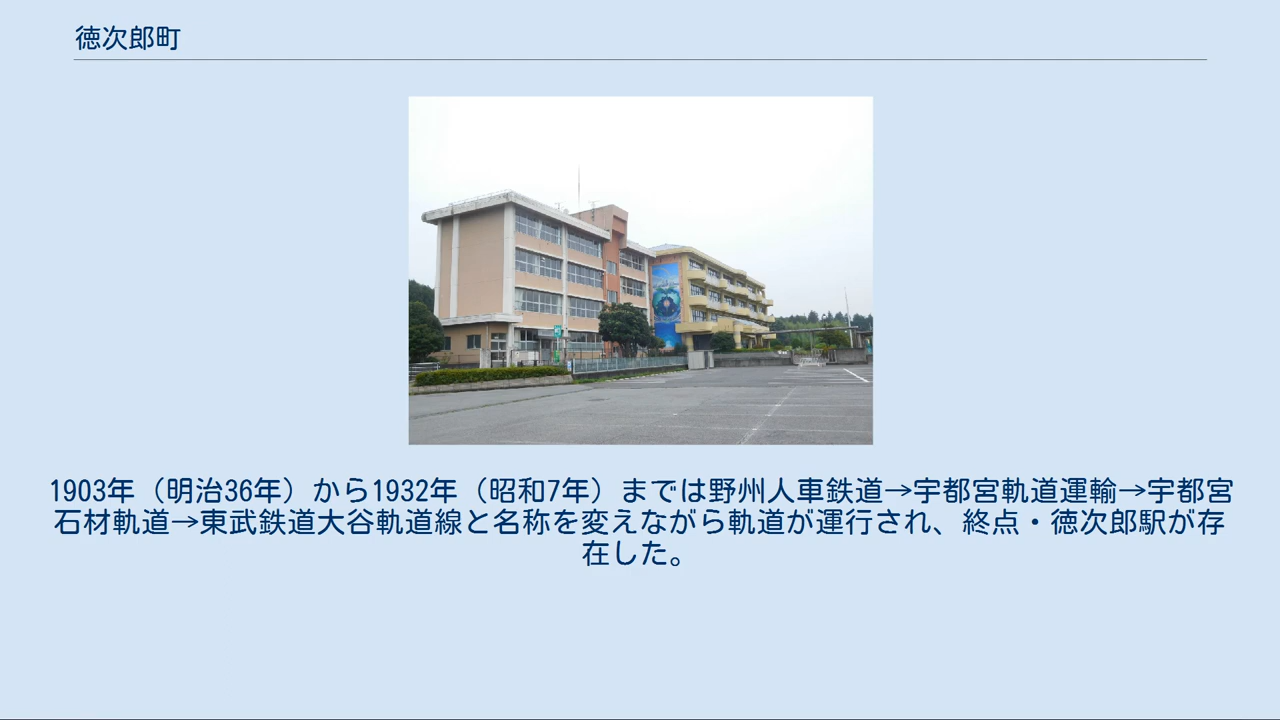 徳次郎町
1903年（明治36年）から1932年（昭和7年）までは野州人車鉄道→宇都宮軌道運輸→宇都宮
石材軌道→東武鉄道大谷軌道線と名称を変えながら軌道が運行され、終点・徳次郎駅が存
在した。